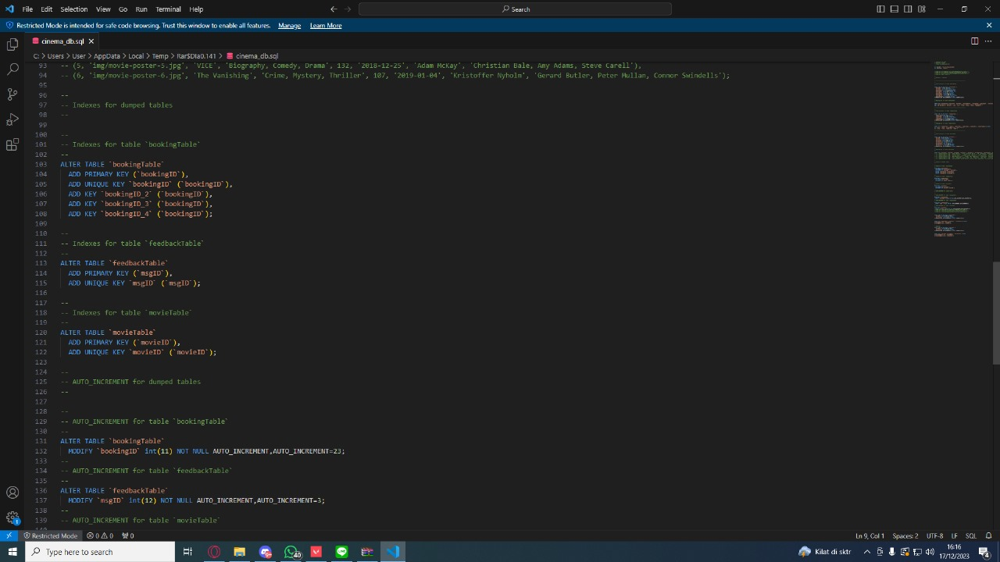 File Edit Selection View Go Run Terminal Help
Search
Restricted Mode is intended for safe code browsing. Trust this window to enable all features. Manage Learn More
cinema_db.sql
C: > Users > User > AppData > Local > Temp > Rar$DIa0.141 > cinema_db.sql
93 -- (5, 'img/movie-poster-5.jpg', 'VICE', 'Biography, Comedy, Drama', 132, '2018-12-25', 'Adam McKay', 'Christian Bale, Amy Adams, Steve Carell'),
94 -- (6, 'img/movie-poster-6.jpg', 'The Vanishing', 'Crime, Mystery, Thriller', 107, '2019-01-04', 'Kristoffer Nyholm', 'Gerard Butler, Peter Mullan, Connor Swindells');
95
96 --
97 -- Indexes for dumped tables
98 --
99
100 --
101 -- Indexes for table `bookingTable`
102 --
103 ALTER TABLE `bookingTable`
104 ADD PRIMARY KEY (`bookingID`),
105 ADD UNIQUE KEY `bookingID` (`bookingID`),
106 ADD KEY `bookingID_2` (`bookingID`),
107 ADD KEY `bookingID_3` (`bookingID`),
108 ADD KEY `bookingID_4` (`bookingID`);
109
110 --
111 -- Indexes for table `feedbackTable`
112 --
113 ALTER TABLE `feedbackTable`
114 ADD PRIMARY KEY (`msgID`),
115 ADD UNIQUE KEY `msgID` (`msgID`);
116
117 --
118 -- Indexes for table `movieTable`
119 --
120 ALTER TABLE `movieTable`
121 ADD PRIMARY KEY (`movieID`),
122 ADD UNIQUE KEY `movieID` (`movieID`);
123
124 --
125 -- AUTO_INCREMENT for dumped tables
126 --
127
128 --
129 -- AUTO_INCREMENT for table `bookingTable`
130 --
131 ALTER TABLE `bookingTable`
132 MODIFY `bookingID` int(11) NOT NULL AUTO_INCREMENT,AUTO_INCREMENT=23;
133 --
134 -- AUTO_INCREMENT for table `feedbackTable`
135 --
136 ALTER TABLE `feedbackTable`
137 MODIFY `msgID` int(12) NOT NULL AUTO_INCREMENT,AUTO_INCREMENT=3;
138 --
139 -- AUTO_INCREMENT for table `movieTable`
Restricted Mode 0 0 0 Ln 9, Col 1 Spaces: 2 UTF-8 LF SQL
Type here to search 40 Kilat di sktr 16:16
17/12/2023 4